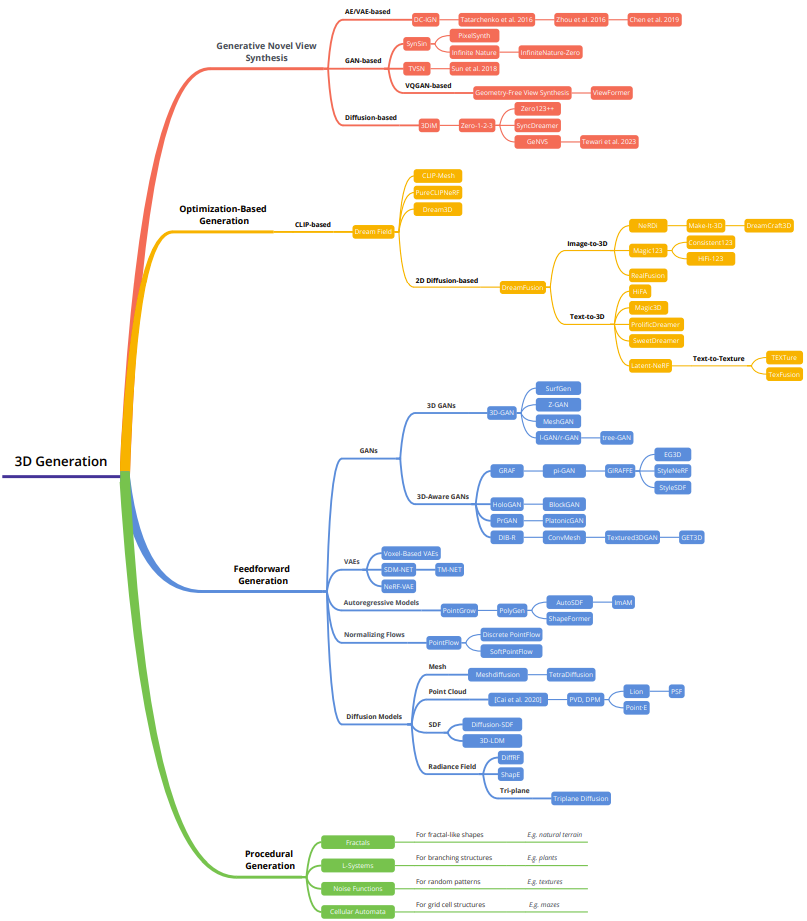 3D Generation
Generative Novel View
Synthesis
AE/VAE-based
DC-IGN
Tatarchenko et al. 2016
Zhou et al. 2016
Chen et al. 2019
GAN-based
SynSin
PixelSynth
Infinite Nature
InfiniteNature-Zero
TVSN
Sun et al. 2018
VQGAN-based
Geometry-Free View Synthesis
ViewFormer
Diffusion-based
3DiM
Zero-1-2-3
Zero123++
SyncDreamer
GeNVS
Tewari et al. 2023
Optimization-Based
Generation
CLIP-based
Dream Field
CLIP-Mesh
PureCLIPNeRF
Dream3D
2D Diffusion-based
DreamFusion
Image-to-3D
NeRDi
Make-It-3D
DreamCraft3D
Magic123
Consistent123
HiFi-123
RealFusion
Text-to-3D
HiFA
Magic3D
ProlificDreamer
SweetDreamer
Latent-NeRF
Text-to-Texture
TEXTure
TexFusion
Feedforward
Generation
GANs
3D GANs
3D-GAN
SurfGen
Z-GAN
MeshGAN
l-GAN/r-GAN
tree-GAN
3D-Aware GANs
GRAF
pi-GAN
GIRAFFE
EG3D
StyleNeRF
StyleSDF
HoloGAN
BlockGAN
PrGAN
PlatonicGAN
DIB-R
ConvMesh
Textured3DGAN
GET3D
VAEs
Voxel-Based VAEs
SDM-NET
TM-NET
NeRF-VAE
Autoregressive Models
PointGrow
PolyGen
AutoSDF
ImAM
ShapeFormer
Normalizing Flows
PointFlow
Discrete PointFlow
SoftPointFlow
Diffusion Models
Mesh
Meshdiffusion
TetraDiffusion
Point Cloud
[Cai et al. 2020]
PVD, DPM
Lion
PSF
Point-E
SDF
Diffusion-SDF
3D-LDM
Radiance Field
DiffRF
ShapE
Tri-plane
Triplane Diffusion
Procedural
Generation
Fractals
For fractal-like shapes
E.g. natural terrain
L-Systems
For branching structures
E.g. plants
Noise Functions
For random patterns
E.g. textures
Cellular Automata
For grid cell structures
E.g. mazes